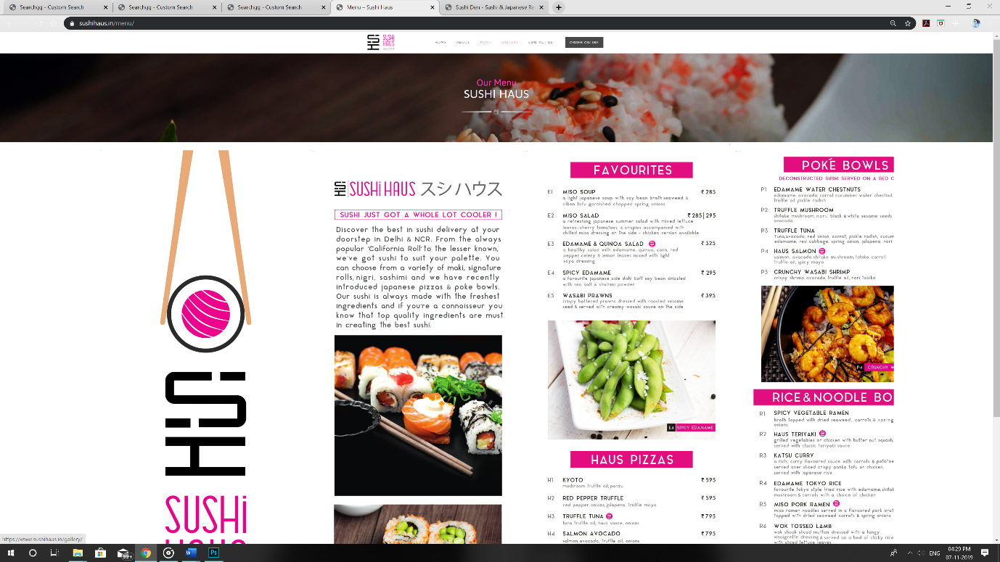 Searchgg - Custom Search
Searchgg - Custom Search
Searchgg - Custom Search
Menu – Sushi Haus
Sushi Den - Sushi & Japanese Re
sushihaus.in/menu/
SUSHI
HAUS
HOME ABOUT MENU GALLERY CONTACT US ORDER ONLINE
Our Menu
SUSHI HAUS
SUSHi
SUSHiHAUS スシハウス
SUSHI JUST GOT A WHOLE LOT COOLER !
Discover the best in sushi delivery at your
doorstep in Delhi & NCR. From the always
popular 'California Roll' to the lesser known,
we've got sushi to suit your palette. You
can choose from a variety of maki, signature
rolls, nigri, sashimi and we have recently
introduced japanese pizzas & poke bowls.
Our sushi is always made with the freshest
ingredients and if you're a connoisseur you
know that top quality ingredients are must
in creating the best sushi.
FAVOURITES
E1 MISO SOUP ₹ 285
a light japanese soup with soy bean broth.seaweed &
silken tofu garnished chopped spring onions
E2 MISO SALAD ₹ 285|295
a refreshing japanese summer salad with mixed lettuce
leaves- cherry tomatoes & crispies accompanied with
chilled miso dressing on the side - chicken version available
E3 EDAMAME & QUINOA SALAD ₹ 325
a healthy salad with edamame, quinoa, corn, red
pepper,celery & lemon leaves mixed with light
soya dressing
E4 SPICY EDAMAME ₹ 295
a favourite japanese side dish! Soft soy bean drizzled
with sea salt & shichimi powder
E5 WASABI PRAWNS ₹ 395
crispy battered prawns dressed with roasted sesame
seed & served with creamy wasabi sauce on the side
E4 SPICY EDAMAME
HAUS PIZZAS
H1 KYOTO ₹ 595
mushroom, truffle oil, ponzu
H2 RED PEPPER TRUFFLE ₹ 595
red pepper, onions, jalapeno, truffle mayo
H3 TRUFFLE TUNA ₹ 795
tuna, truffle oil, haus sauce, onions
H4 SALMON AVOCADO ₹ 795
salmon, avocado, truffle oil, onions
POKÉ BOWLS
DECONSTRUCTED SUSHI SERVED ON A BED C
P1 EDAMAME WATER CHESTNUTS
edamame, avocado, carrot, cucumber, water chestnut,
truffle oil, pickle radish
P2 TRUFFLE MUSHROOM
shitake mushroom, nori, black & white sesame seeds
avocado
P3 TRUFFLE TUNA
Tuna,avocado, red onion, carrot, pickle radish, cucum
edamame, red cabbage, spring onion, jalapeno, nori
P4 HAUS SALMON
salmon, avocado shitake mushroom, tobiko, carrot,
truffle oil, spicy mayo
P5 CRUNCHY WASABI SHRIMP
crispy shrimp, avocado, truffle oil, nori, tobiko
P4 CRUNCHY W
RICE & NOODLE BO
R1 SPICY VEGETABLE RAMEN
broth topped with dried seaweed, carrots & spring
onions
R2 HAUS TERIYAKI
grilled vegetables or chicken with butter nut squash,
served with classic teriyaki sauce
R3 KATSU CURRY
a rich, curry flavoured sauce with carrots & potatoe
served over sliced crispy panko tofu or chicken,
served with japanese rice
R4 EDAMAME TOKYO RICE
favourite tokyo style fried rice with edamame, shitak
mushroom & carrots with a choice of chicken
R5 MISO PORK RAMEN
miso ramen noodles served in a flavoured pork brot
topped with dried seaweed carrots & spring onions
R6 WOK TOSSED LAMB
wok shook sliced mutton, dressed with a tangy
vinaigrette dressing & served on a bed of sticky rice
with sliced lettuce leaves
https://www.sushihaus.in/gallery/
99+
ENG
04:29 PM
07-11-2019